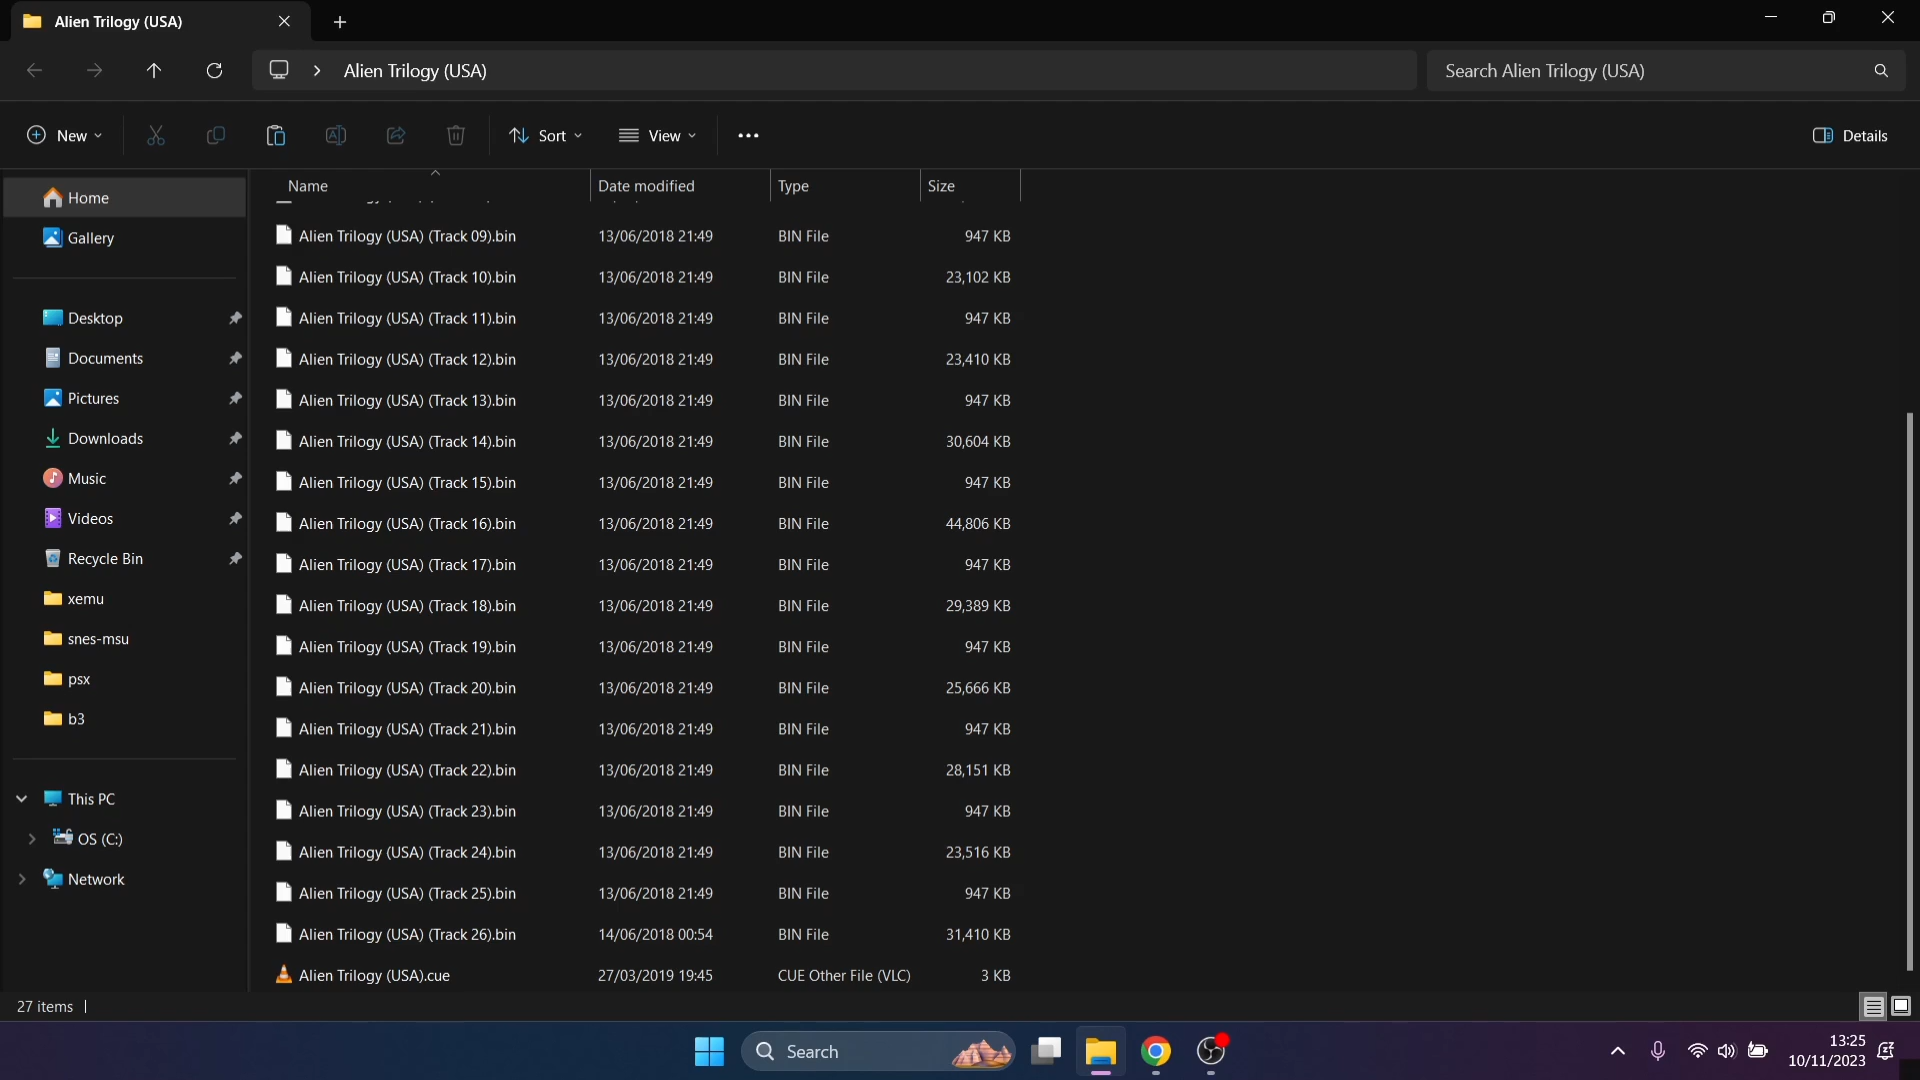 Alien Trilogy (USA)
Alien Trilogy (USA)
Search Alien Trilogy (USA)
New
Sort
View
Details
Name Date modified Type Size
Home
Gallery
Desktop
Documents
Pictures
Downloads
Music
Videos
Recycle Bin
xemu
snes-msu
psx
b3
This PC
OS (C:)
Network
Alien Trilogy (USA) (Track 09).bin 13/06/2018 21:49 BIN File 947 KB
Alien Trilogy (USA) (Track 10).bin 13/06/2018 21:49 BIN File 23,102 KB
Alien Trilogy (USA) (Track 11).bin 13/06/2018 21:49 BIN File 947 KB
Alien Trilogy (USA) (Track 12).bin 13/06/2018 21:49 BIN File 23,410 KB
Alien Trilogy (USA) (Track 13).bin 13/06/2018 21:49 BIN File 947 KB
Alien Trilogy (USA) (Track 14).bin 13/06/2018 21:49 BIN File 30,604 KB
Alien Trilogy (USA) (Track 15).bin 13/06/2018 21:49 BIN File 947 KB
Alien Trilogy (USA) (Track 16).bin 13/06/2018 21:49 BIN File 44,806 KB
Alien Trilogy (USA) (Track 17).bin 13/06/2018 21:49 BIN File 947 KB
Alien Trilogy (USA) (Track 18).bin 13/06/2018 21:49 BIN File 29,389 KB
Alien Trilogy (USA) (Track 19).bin 13/06/2018 21:49 BIN File 947 KB
Alien Trilogy (USA) (Track 20).bin 13/06/2018 21:49 BIN File 25,666 KB
Alien Trilogy (USA) (Track 21).bin 13/06/2018 21:49 BIN File 947 KB
Alien Trilogy (USA) (Track 22).bin 13/06/2018 21:49 BIN File 28,151 KB
Alien Trilogy (USA) (Track 23).bin 13/06/2018 21:49 BIN File 947 KB
Alien Trilogy (USA) (Track 24).bin 13/06/2018 21:49 BIN File 23,516 KB
Alien Trilogy (USA) (Track 25).bin 13/06/2018 21:49 BIN File 947 KB
Alien Trilogy (USA) (Track 26).bin 14/06/2018 00:54 BIN File 31,410 KB
Alien Trilogy (USA).cue 27/03/2019 19:45 CUE Other File (VLC) 3 KB
27 items
Search
13:25
10/11/2023